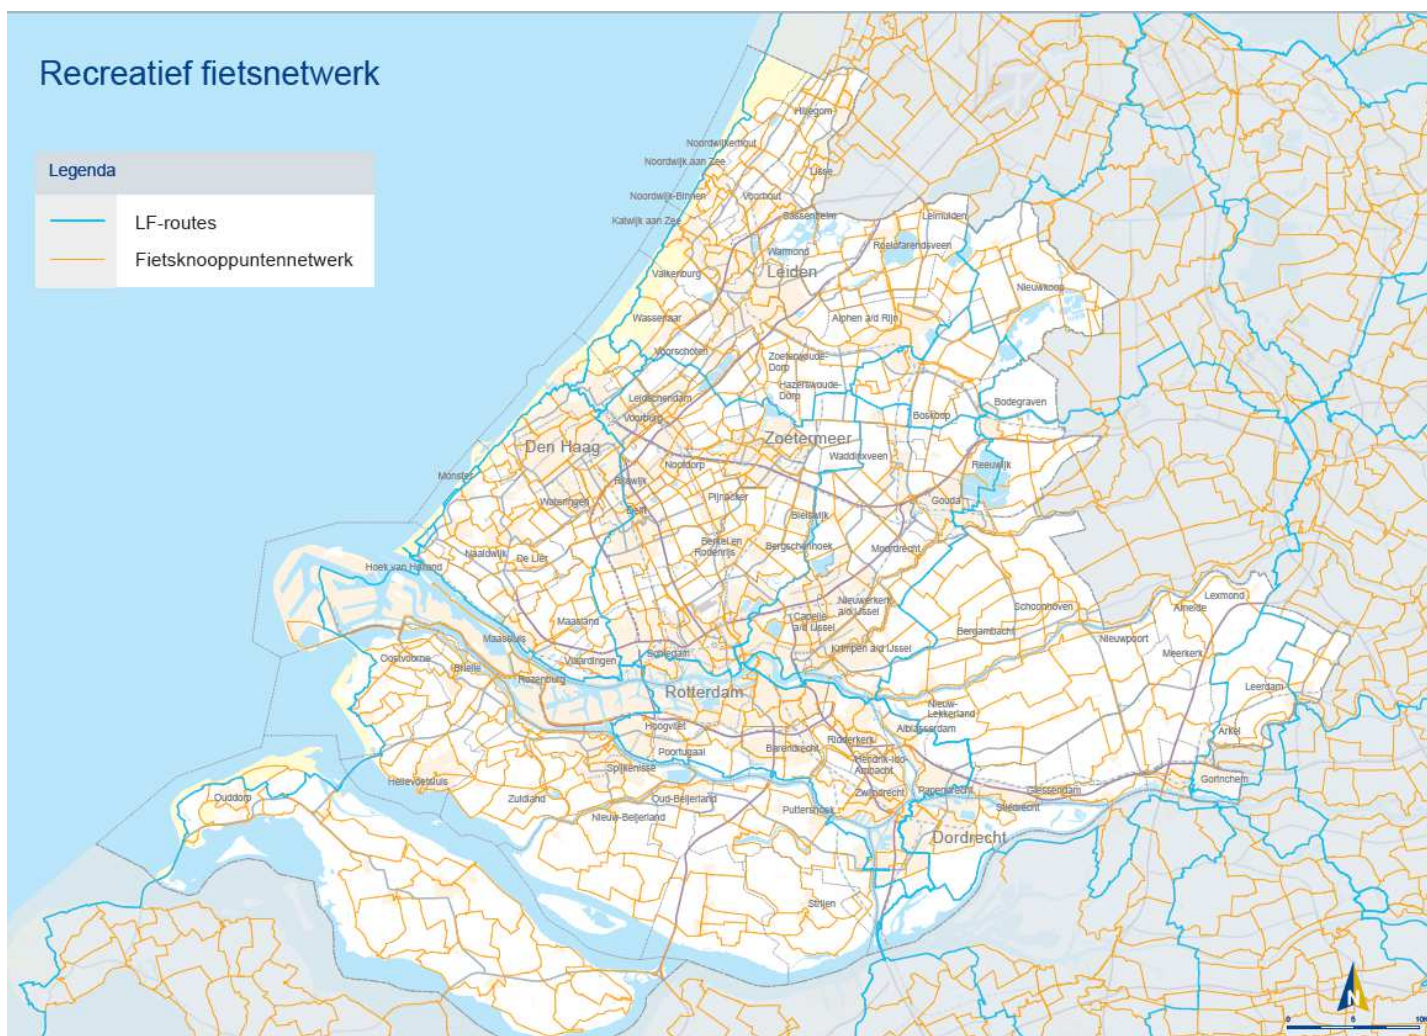 Recreatief fietsnetwerk
Legenda
LF-routes
Fietsknooppuntennetwerk
Hillegom
Noordwijkerhout
Noordwijk aan Zee
Lisse
Noordwijk-Binnen
Voorhout
Katwijk aan Zee
Sassenheim
Leimuiden
Warmond
Roelofarendsveen
Leiden
Valkenburg
Nieuwkoop
Wassenaar
Alphen a/d Rijn
Voorschoten
Zoeterwoude-
Dorp
Hazerswoude-
Dorp
Leidschendam
Bodegraven
Voorburg
Boskoop
Den Haag
Zoetermeer
Waddinxveen
Nootdorp
Reeuwijk
Monster
Rijswijk
Wateringen
Pijnacker
Gouda
Delft
Bleiswijk
Berkel en
Rodenrijs
Bergschenhoek
Moordrecht
Naaldwijk
De Lier
Hoek van Holland
Lexmond
Ameide
Nieuwerkerk
a/d IJssel
Schoonhoven
Capelle
a/d IJssel
Maasland
Bergambacht
Nieuwpoort
Maassluis
Krimpen a/d IJssel
Meerkerk
Schiedam
Vlaardingen
Oostvoorne
Brielle
Rozenburg
Rotterdam
Leerdam
Nieuw-
Lekkerland
Hoogvliet
Alblasserdam
Arkel
Ridderkerk
Poortugaal
Barendrecht
Hendrik-Ido-
Ambacht
Spijkenisse
Gorinchem
Hellevoetsluis
Papendrecht
Giessendam
Zwijndrecht
Ouddorp
Zuidland
Oud-Beijerland
Sliedrecht
Puttershoek
Nieuw-Beijerland
Dordrecht
Strijen
N
0